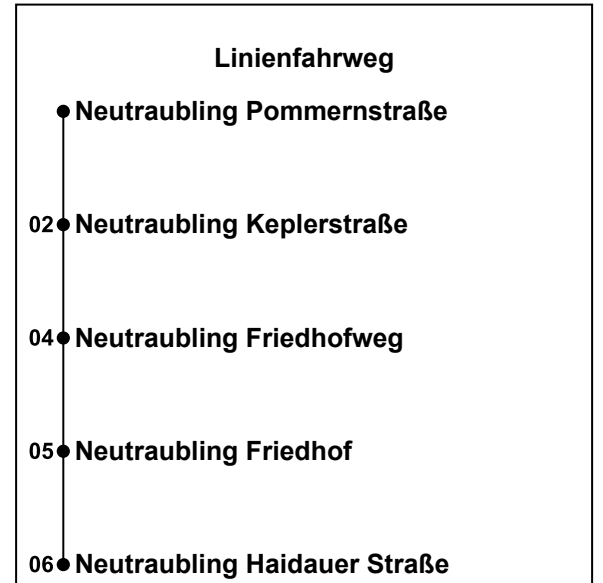 Linienfahrweg
Neutraubling Pommernstraße
02 Neutraubling Keplerstraße
04 Neutraubling Friedhofweg
05 Neutraubling Friedhof
06 Neutraubling Haidauer Straße